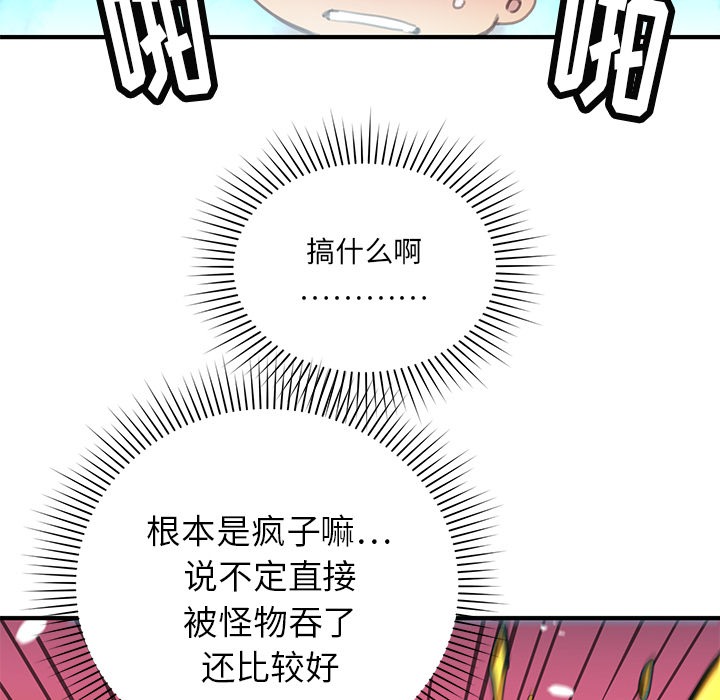 啪 啪
搞什么啊
............
根本是疯子嘛...
说不定直接
被怪物吞了
还比较好